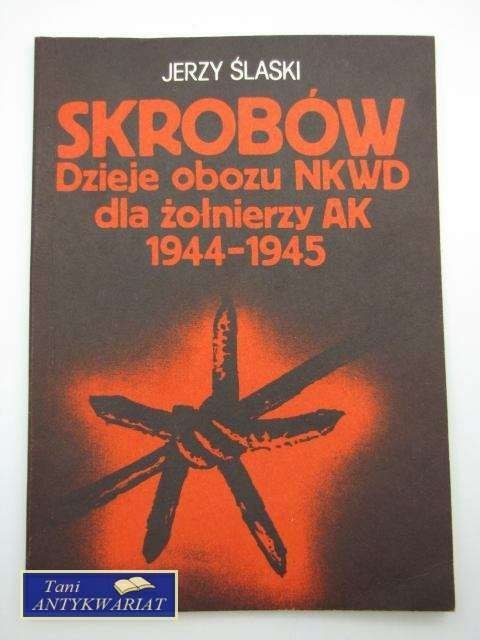 JERZY ŚLASKI
SKROBÓW
Dzieje obozu NKWD
dla żołnierzy AK
1944-1945
Tani
ANTYKWARIAT